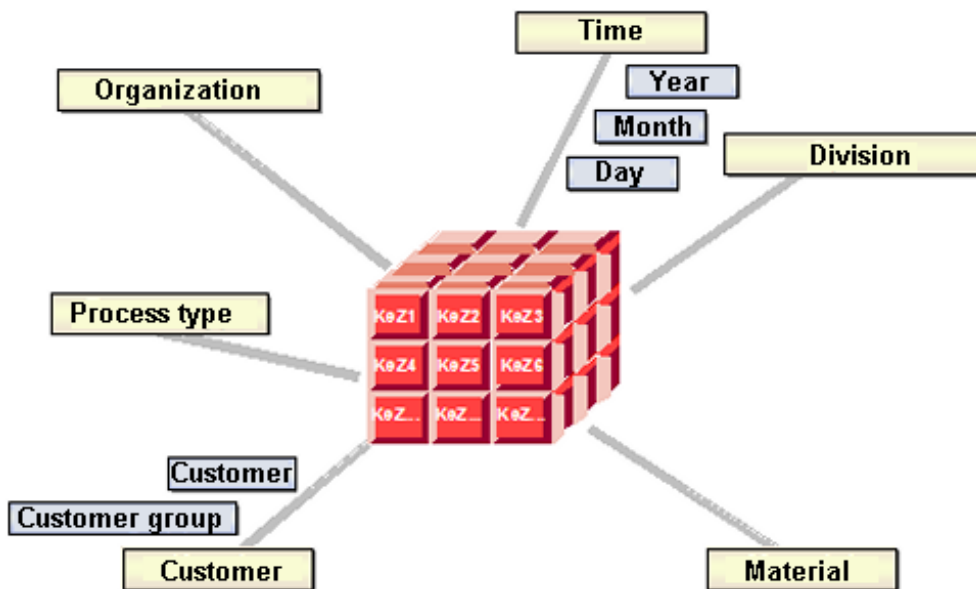 Time
Organization
Year
Month
Day
Division
Process type
KeZ1 KeZ2 KeZ3
KeZ4 KeZ5 KeZ6
KeZ... KeZ... KeZ...
Customer
Customer group
Customer
Material